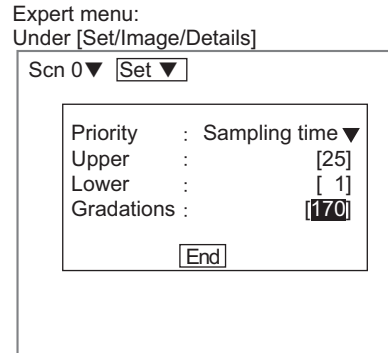 Expert menu:
Under [Set/Image/Details]
Scn 0▼ Set ▼
Priority : Sampling time ▼
Upper : [25]
Lower : [ 1]
Gradations : [170]
End